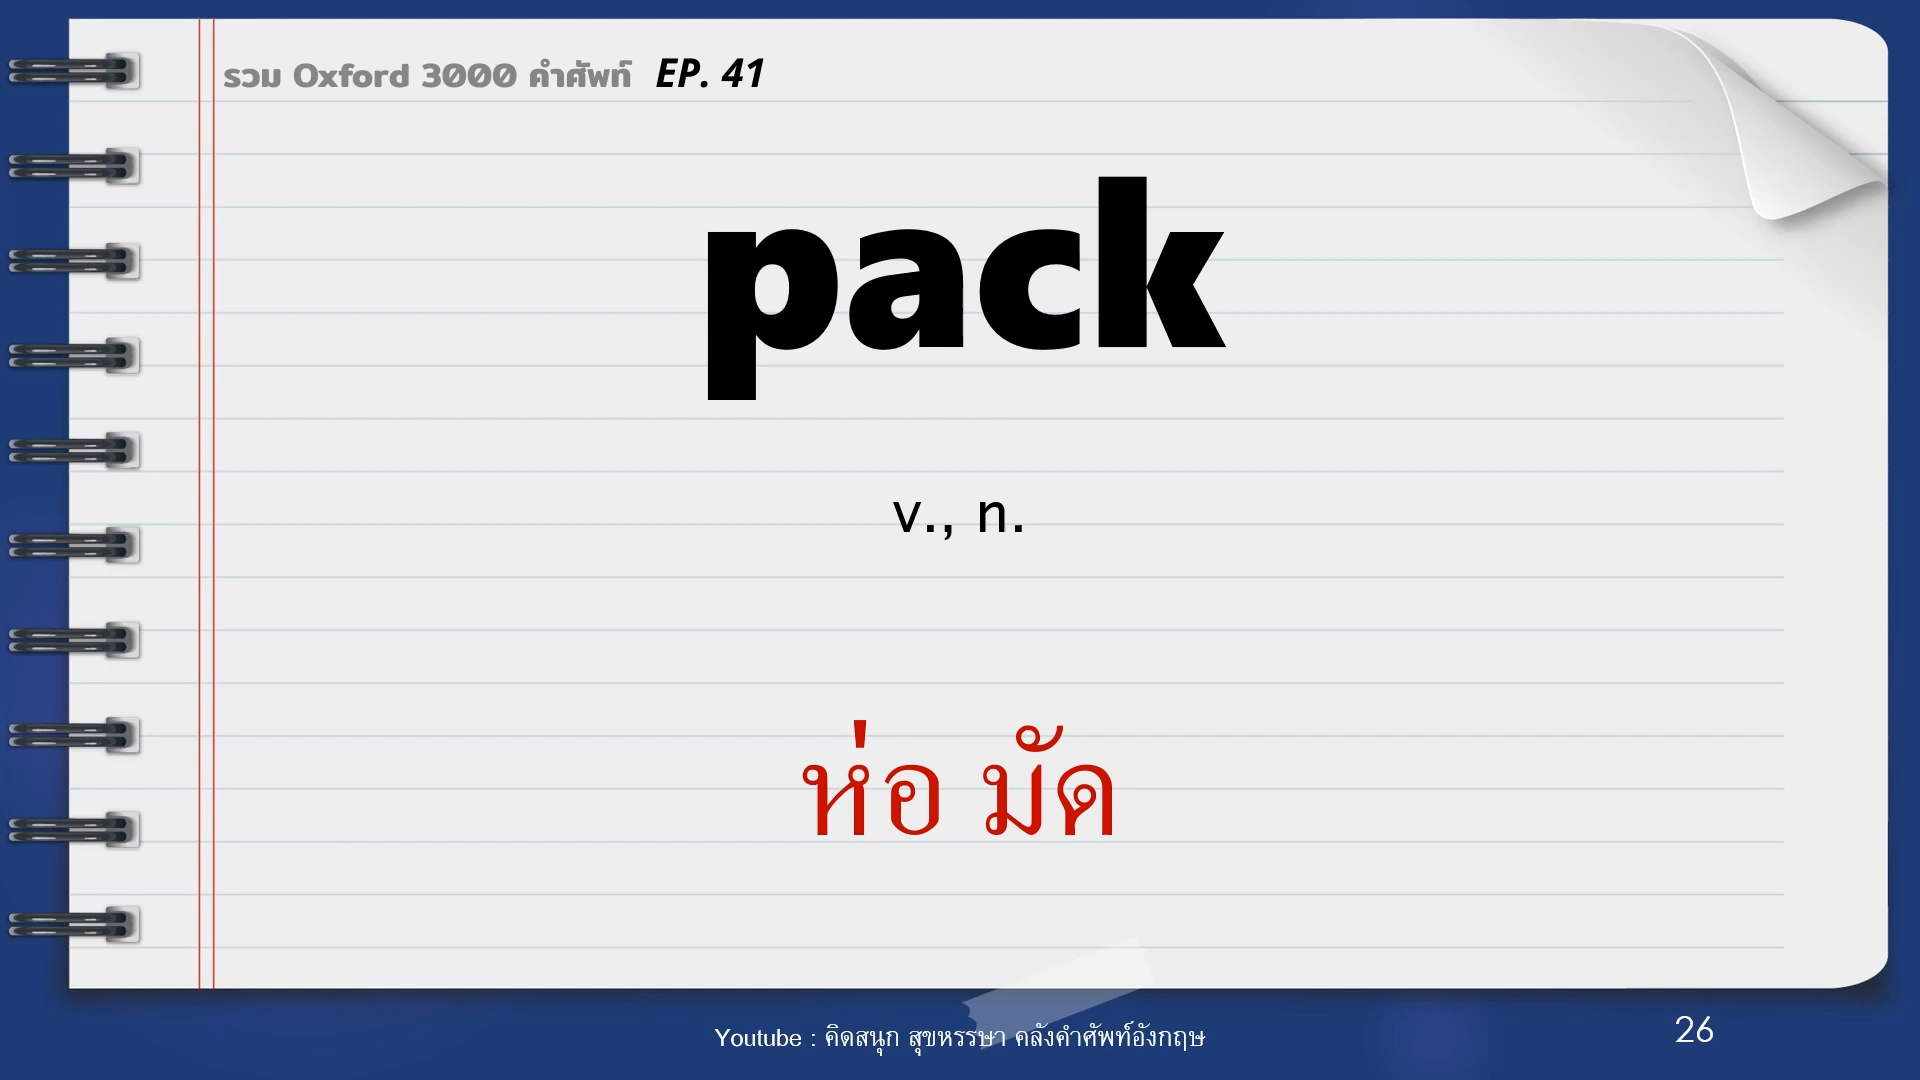 รวม Oxford 3000 คำศัพท์ EP. 41
pack
v., n.
ห่อ มัด
Youtube : คิดสนุก สุขหรรษา คลังคำศัพท์อังกฤษ
26